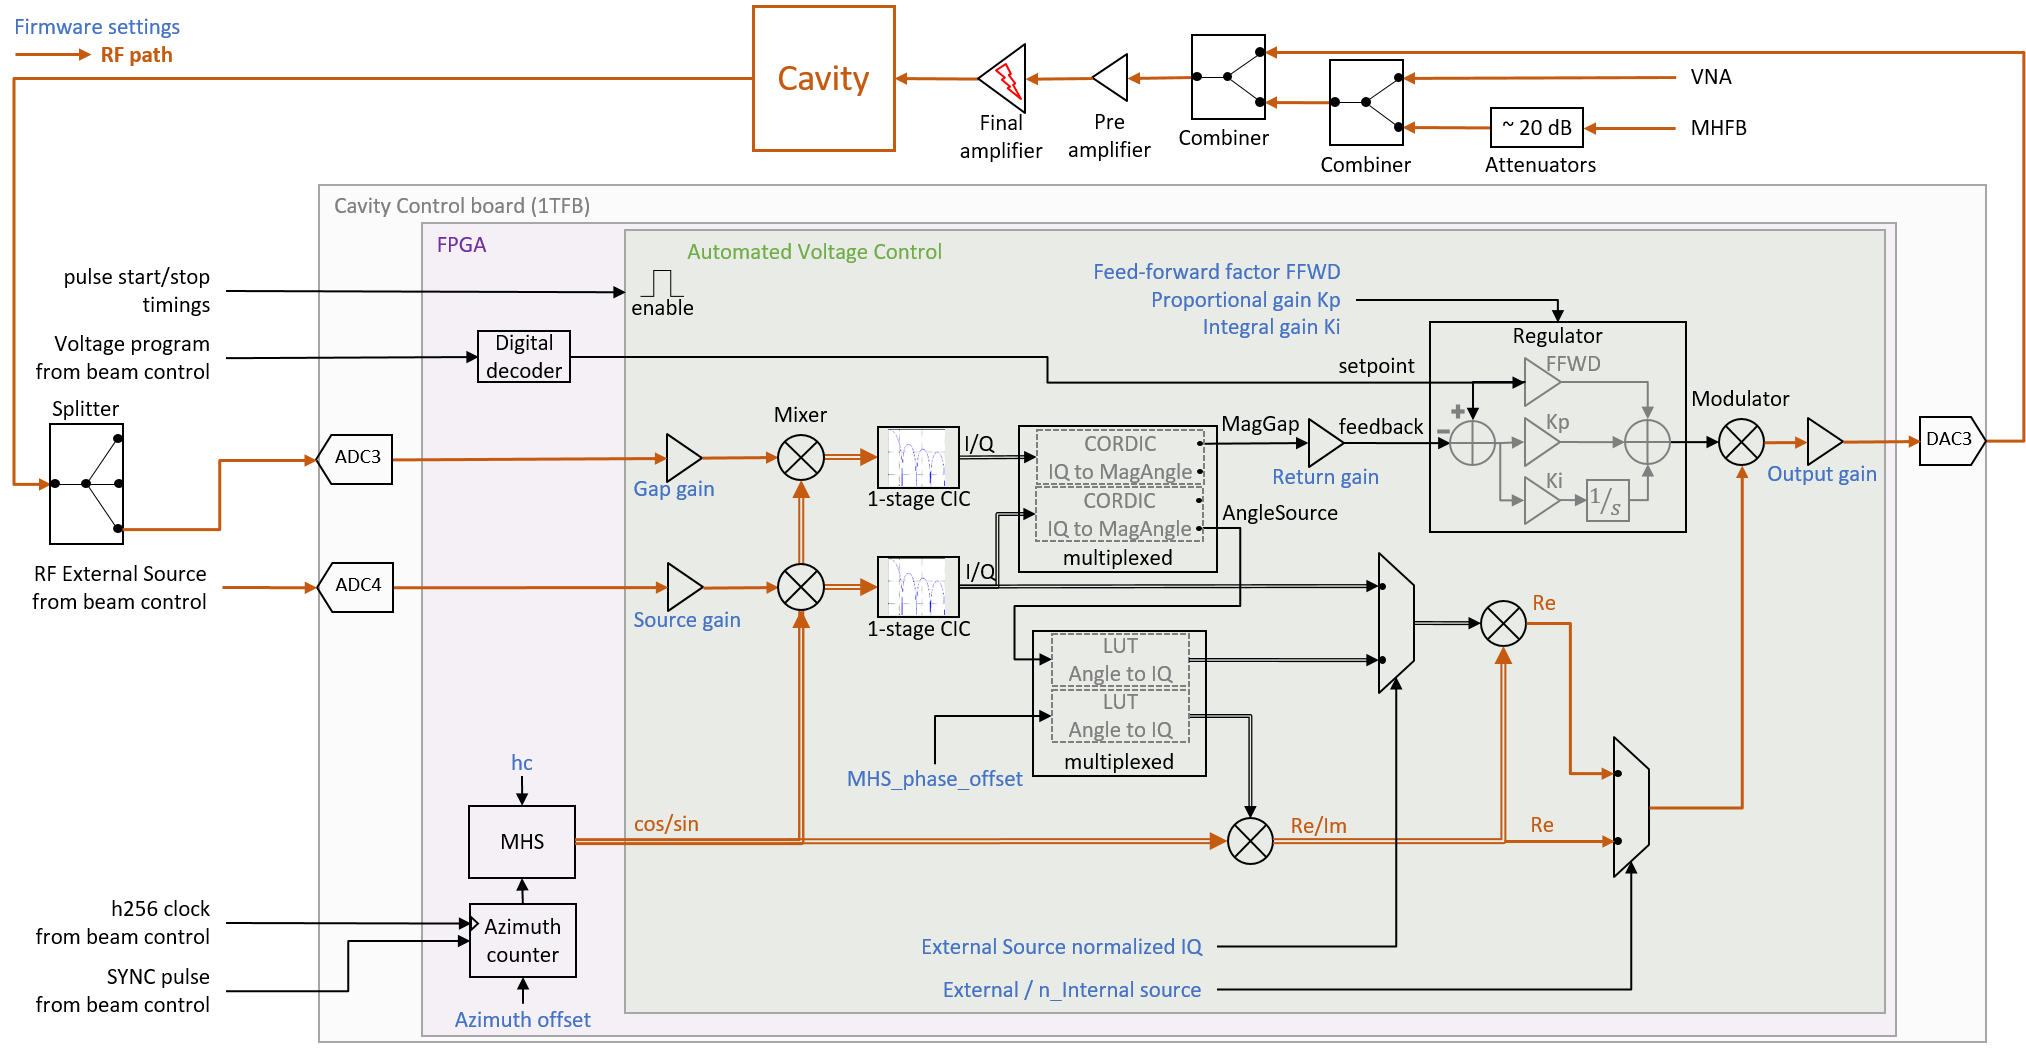 Firmware settings
RF path
Cavity
Final
amplifier
Pre
amplifier
Combiner
Combiner
VNA
~ 20 dB
MHFB
Attenuators
Cavity Control board (1TFB)
FPGA
Automated Voltage Control
pulse start/stop
timings
enable
Feed-forward factor FFWD
Proportional gain Kp
Integral gain Ki
Voltage program
from beam control
Digital
decoder
setpoint
Regulator
FFWD
+
−
Kp
Ki
1/s
Modulator
Output gain
DAC3
Splitter
ADC3
Gap gain
Mixer
1-stage CIC
I/Q
CORDIC
IQ to MagAngle
CORDIC
IQ to MagAngle
multiplexed
MagGap
Return gain
feedback
AngleSource
RF External Source
from beam control
ADC4
Source gain
1-stage CIC
I/Q
LUT
Angle to IQ
LUT
Angle to IQ
multiplexed
Re
MHS_phase_offset
hc
MHS
cos/sin
Re/Im
Re
h256 clock
from beam control
Azimuth
counter
SYNC pulse
from beam control
Azimuth offset
External Source normalized IQ
External / n_Internal source